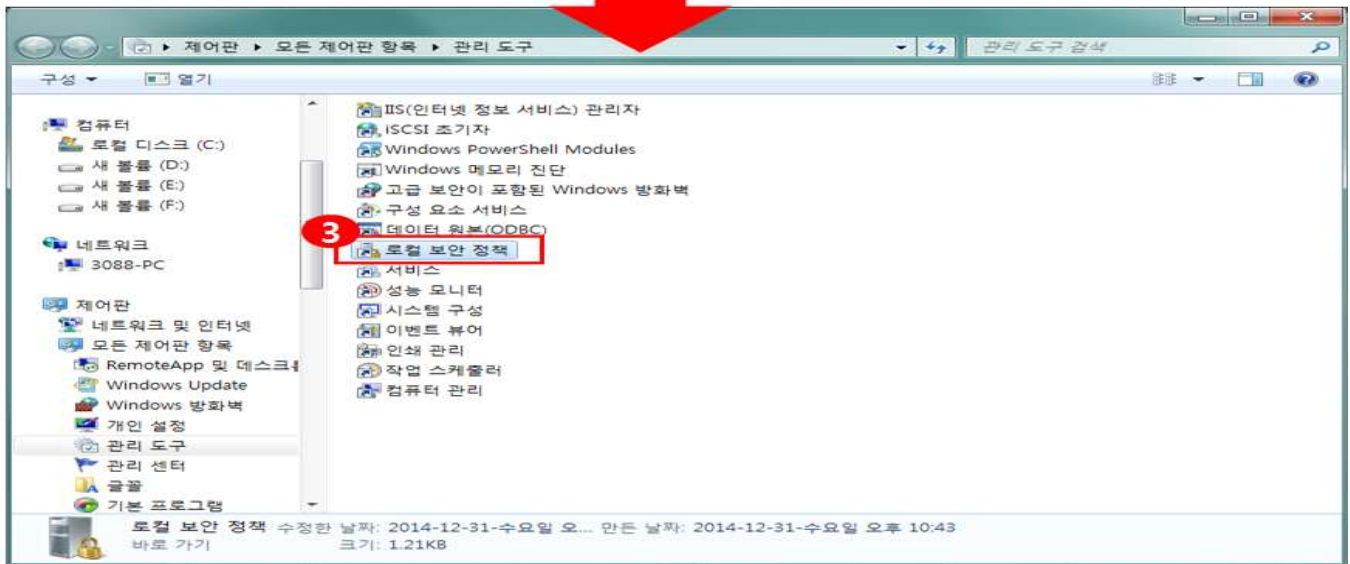 제어판 ▶ 모든 제어판 항목 ▶ 관리 도구
관리 도구 검색
구성
열기
컴퓨터
로컬 디스크 (C:)
새 볼륨 (D:)
새 볼륨 (E:)
새 볼륨 (F:)
네트워크
3088-PC
제어판
네트워크 및 인터넷
모든 제어판 항목
RemoteApp 및 데스크톱
Windows Update
Windows 방화벽
개인 설정
관리 도구
관리 센터
글꼴
기본 프로그램
IIS(인터넷 정보 서비스) 관리자
iSCSI 초기자
Windows PowerShell Modules
Windows 메모리 진단
고급 보안이 포함된 Windows 방화벽
구성 요소 서비스
데이터 원본(ODBC)
3
로컬 보안 정책
서비스
성능 모니터
시스템 구성
이벤트 뷰어
인쇄 관리
작업 스케줄러
컴퓨터 관리
로컬 보안 정책 수정한 날짜: 2014-12-31-수요일 오... 만든 날짜: 2014-12-31-수요일 오후 10:43
바로 가기 크기: 1.21KB